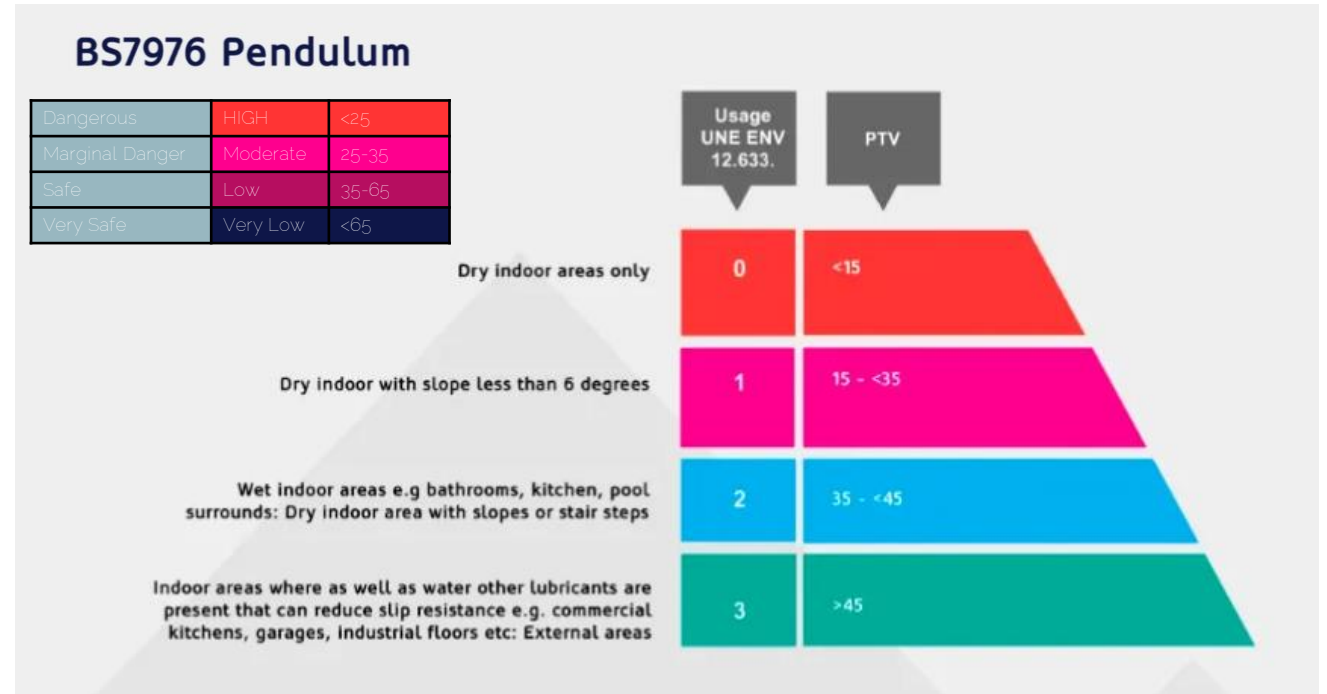 BS7976 Pendulum
Dangerous HIGH <25
Marginal Danger Moderate 25-35
Safe Low 35-65
Very Safe Very Low <65
Usage
UNE ENV
12.633.
PTV
Dry indoor areas only
0
<15
Dry indoor with slope less than 6 degrees
1
15 - <35
Wet indoor areas e.g bathrooms, kitchen, pool
surrounds: Dry indoor area with slopes or stair steps
2
35 - <45
Indoor areas where as well as water other lubricants are
present that can reduce slip resistance e.g. commercial
kitchens, garages, industrial floors etc: External areas
3
>45